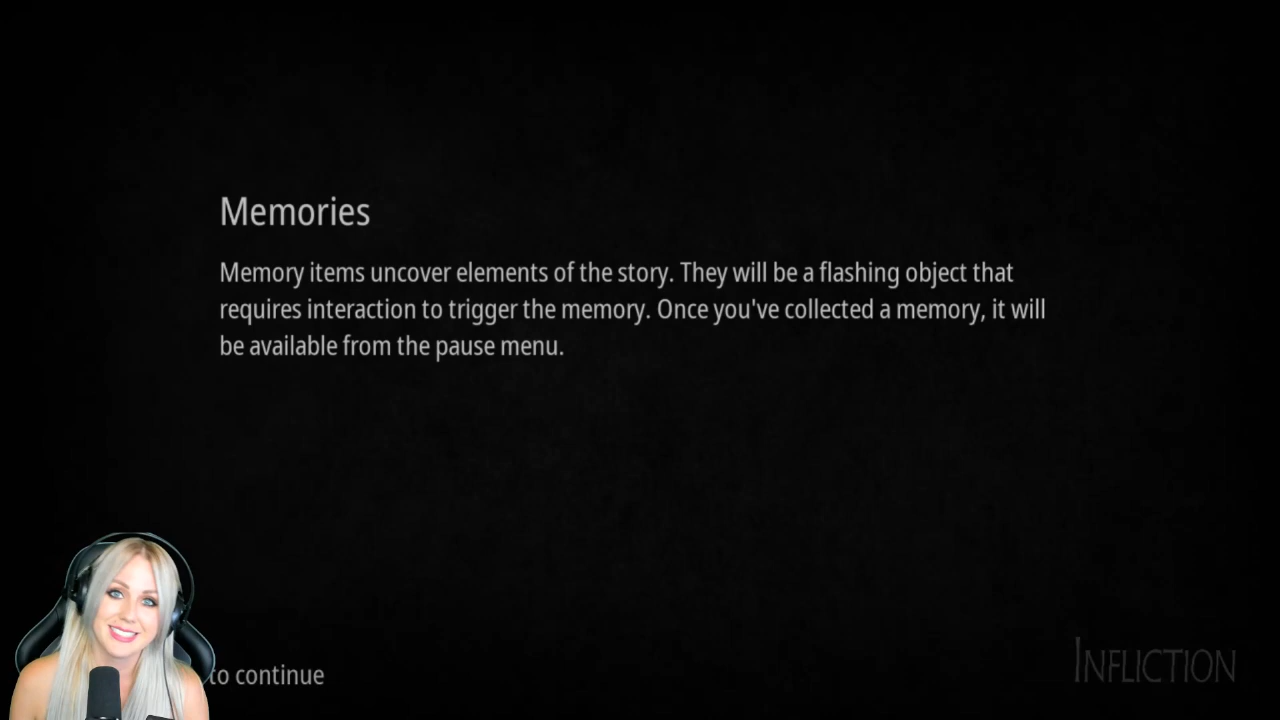 Memories
Memory items uncover elements of the story. They will be a flashing object that
requires interaction to trigger the memory. Once you've collected a memory, it will
be available from the pause menu.
to continue
INFLICTION